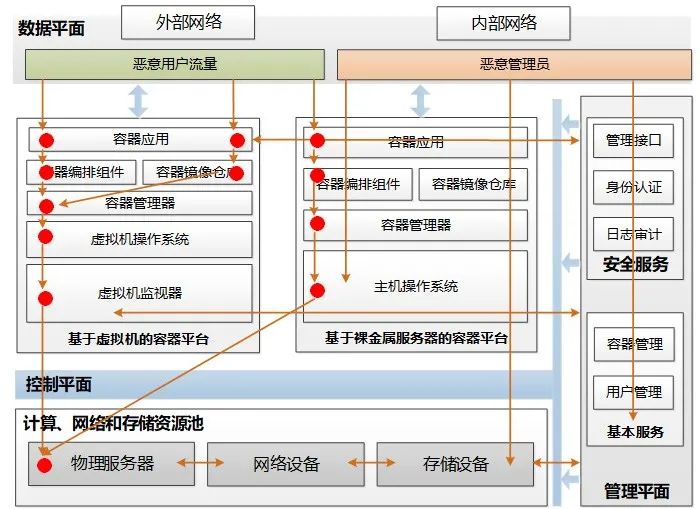 数据平面
外部网络
内部网络
恶意用户流量
恶意管理员
容器应用
容器编排组件
容器镜像仓库
容器管理器
虚拟机操作系统
虚拟机监视器
基于虚拟机的容器平台
容器应用
容器编排组件
容器镜像仓库
容器管理器
主机操作系统
基于裸金属服务器的容器平台
管理接口
身份认证
日志审计
安全服务
容器管理
用户管理
基本服务
管理平面
控制平面
计算、网络和存储资源池
物理服务器
网络设备
存储设备